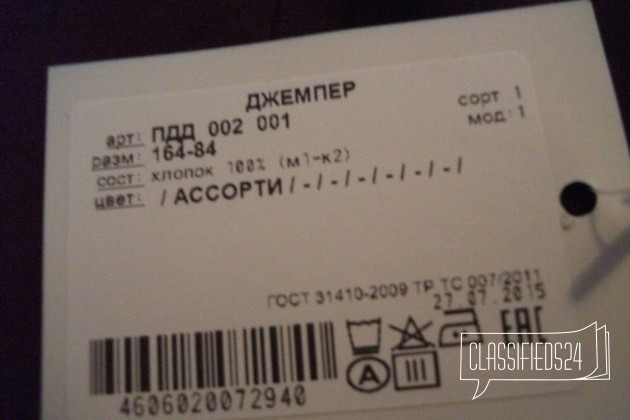 ДЖЕМПЕР
сорт 1
арт: ПДД 002 001
мод:1
разм: 164-84
сост: хлопок 100% (м1-к2)
цвет: / АССОРТИ / - / - / - / - / - / - /
ГОСТ 31410-2009 ТР ТС 007/2011
27.07.2015
EAC
A
4606020072940
CLASSIFIEDS24